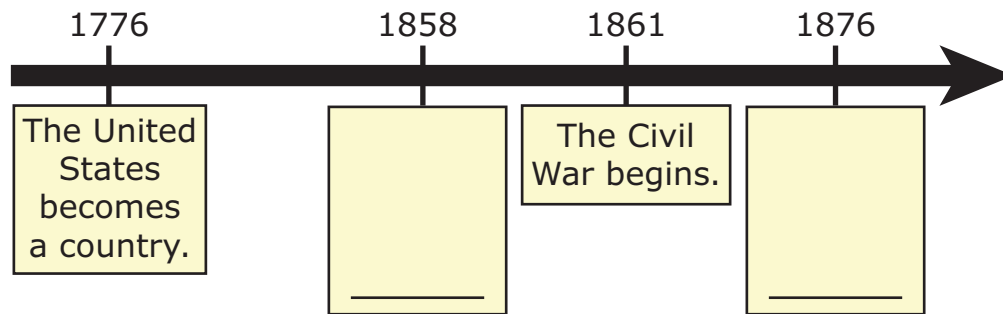 1776 1858 1861 1876
The United
States
becomes
a country.
The Civil
War begins.